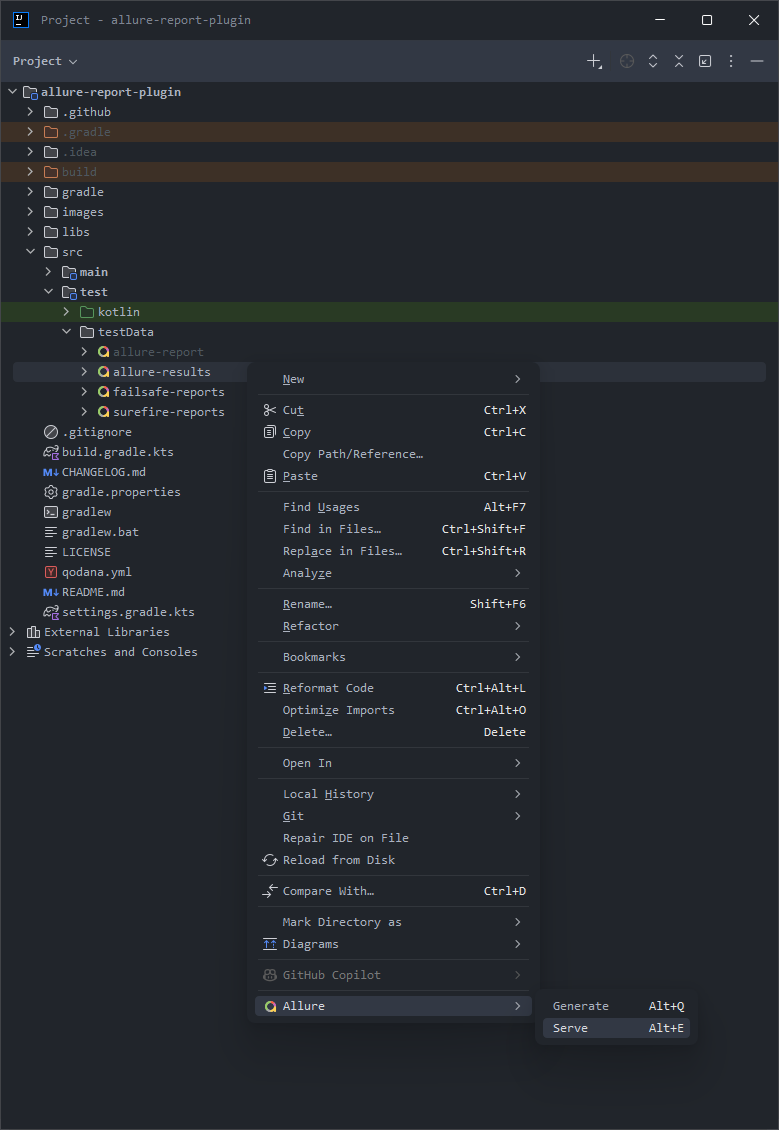 Project - allure-report-plugin
Project
allure-report-plugin
.github
.gradle
.idea
build
gradle
images
libs
src
main
test
kotlin
testData
allure-report
allure-results
failsafe-reports
surefire-reports
.gitignore
build.gradle.kts
CHANGELOG.md
gradle.properties
gradlew
gradlew.bat
LICENSE
qodana.yml
README.md
settings.gradle.kts
External Libraries
Scratches and Consoles
New
Cut Ctrl+X
Copy Ctrl+C
Copy Path/Reference…
Paste Ctrl+V
Find Usages Alt+F7
Find in Files… Ctrl+Shift+F
Replace in Files… Ctrl+Shift+R
Analyze
Rename… Shift+F6
Refactor
Bookmarks
Reformat Code Ctrl+Alt+L
Optimize Imports Ctrl+Alt+O
Delete… Delete
Open In
Local History
Git
Repair IDE on File
Reload from Disk
Compare With… Ctrl+D
Mark Directory as
Diagrams
GitHub Copilot
Allure
Generate Alt+Q
Serve Alt+E